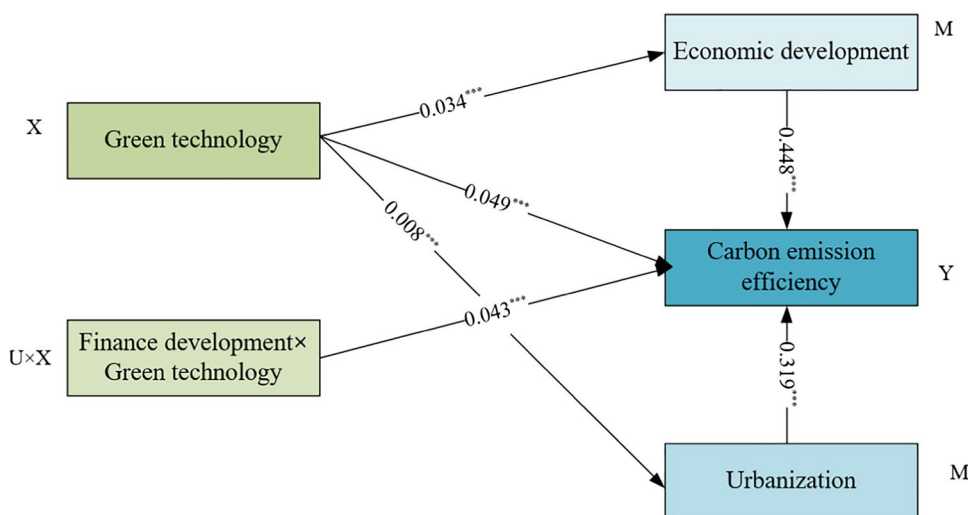 M
Economic development
X
Green technology
0.034***
0.448***
0.049***
0.008***
Carbon emission
efficiency
Y
0.043***
U×X
Finance development×
Green technology
0.319***
Urbanization
M